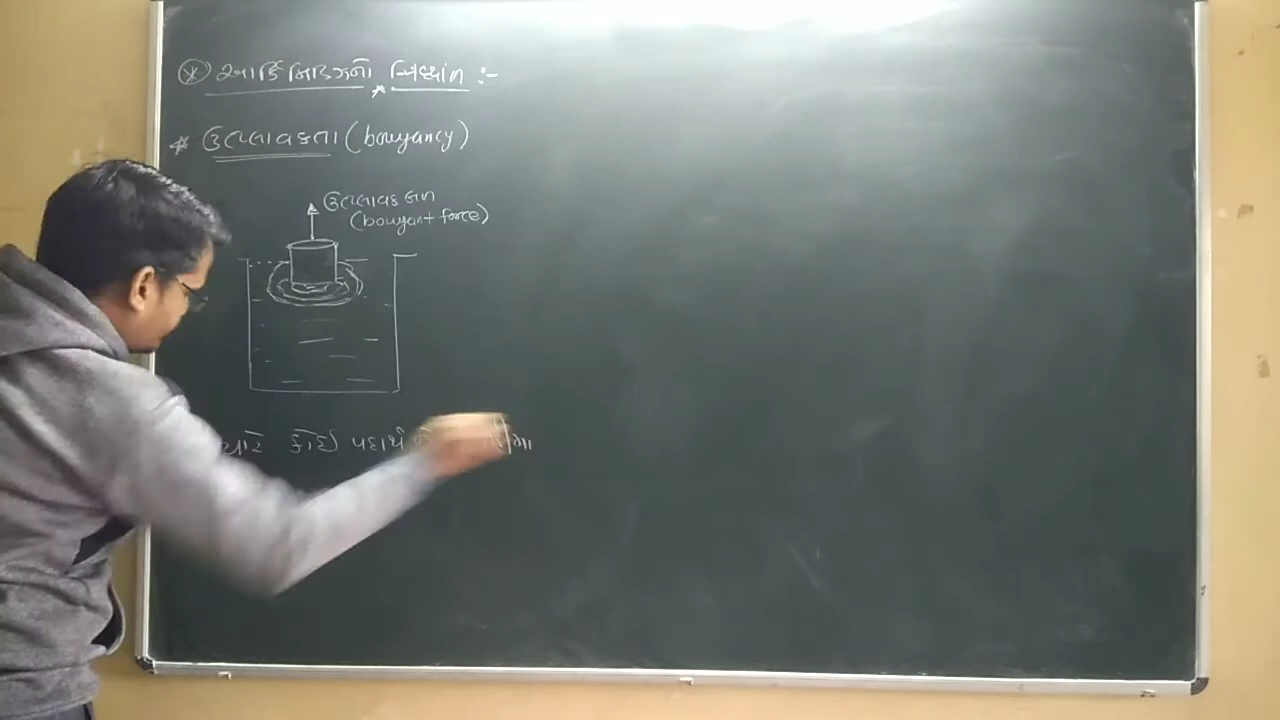 * આર્કિમિડીઝનો સિધ્ધાંત :-
* ઉત્પ્લાવકતા (bouyancy)
ઉત્પ્લાવક બળ
(bouyant force)
કોઈ પદાર્થ